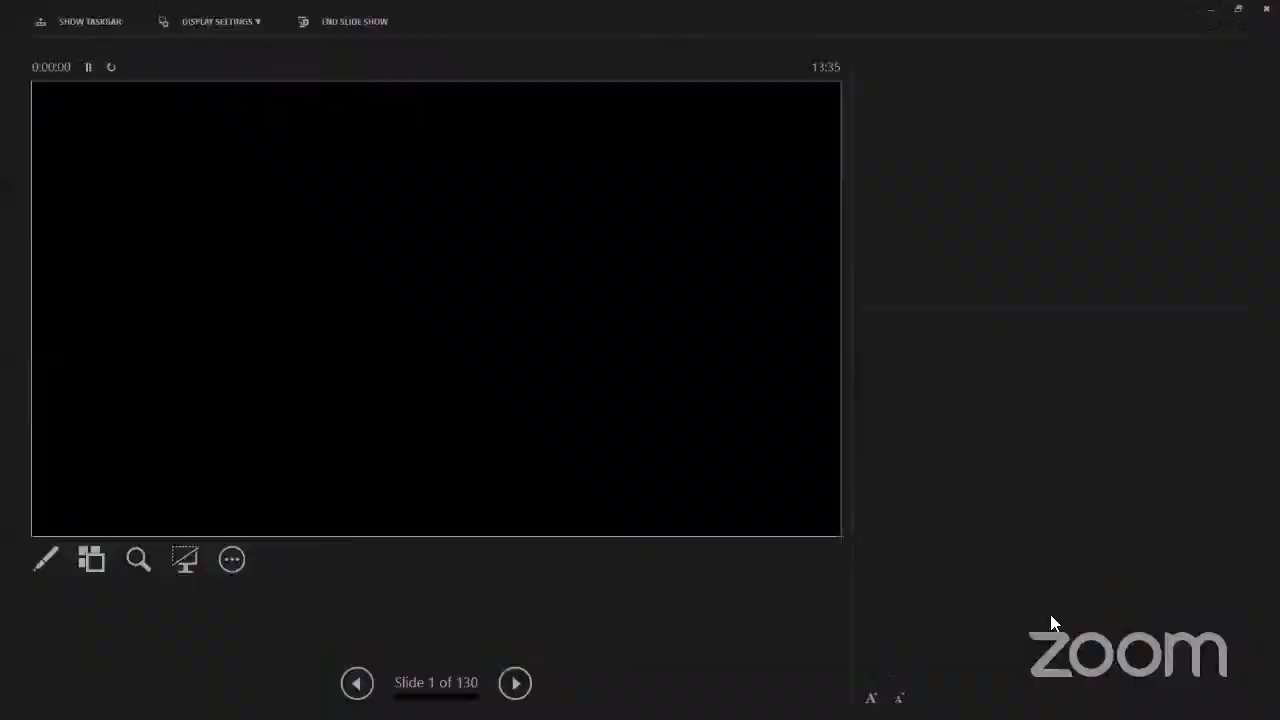 SHOW TASKBAR
DISPLAY SETTINGS ▼
END SLIDE SHOW
0:00:00
13:35
Slide 1 of 130
A
A
zoom